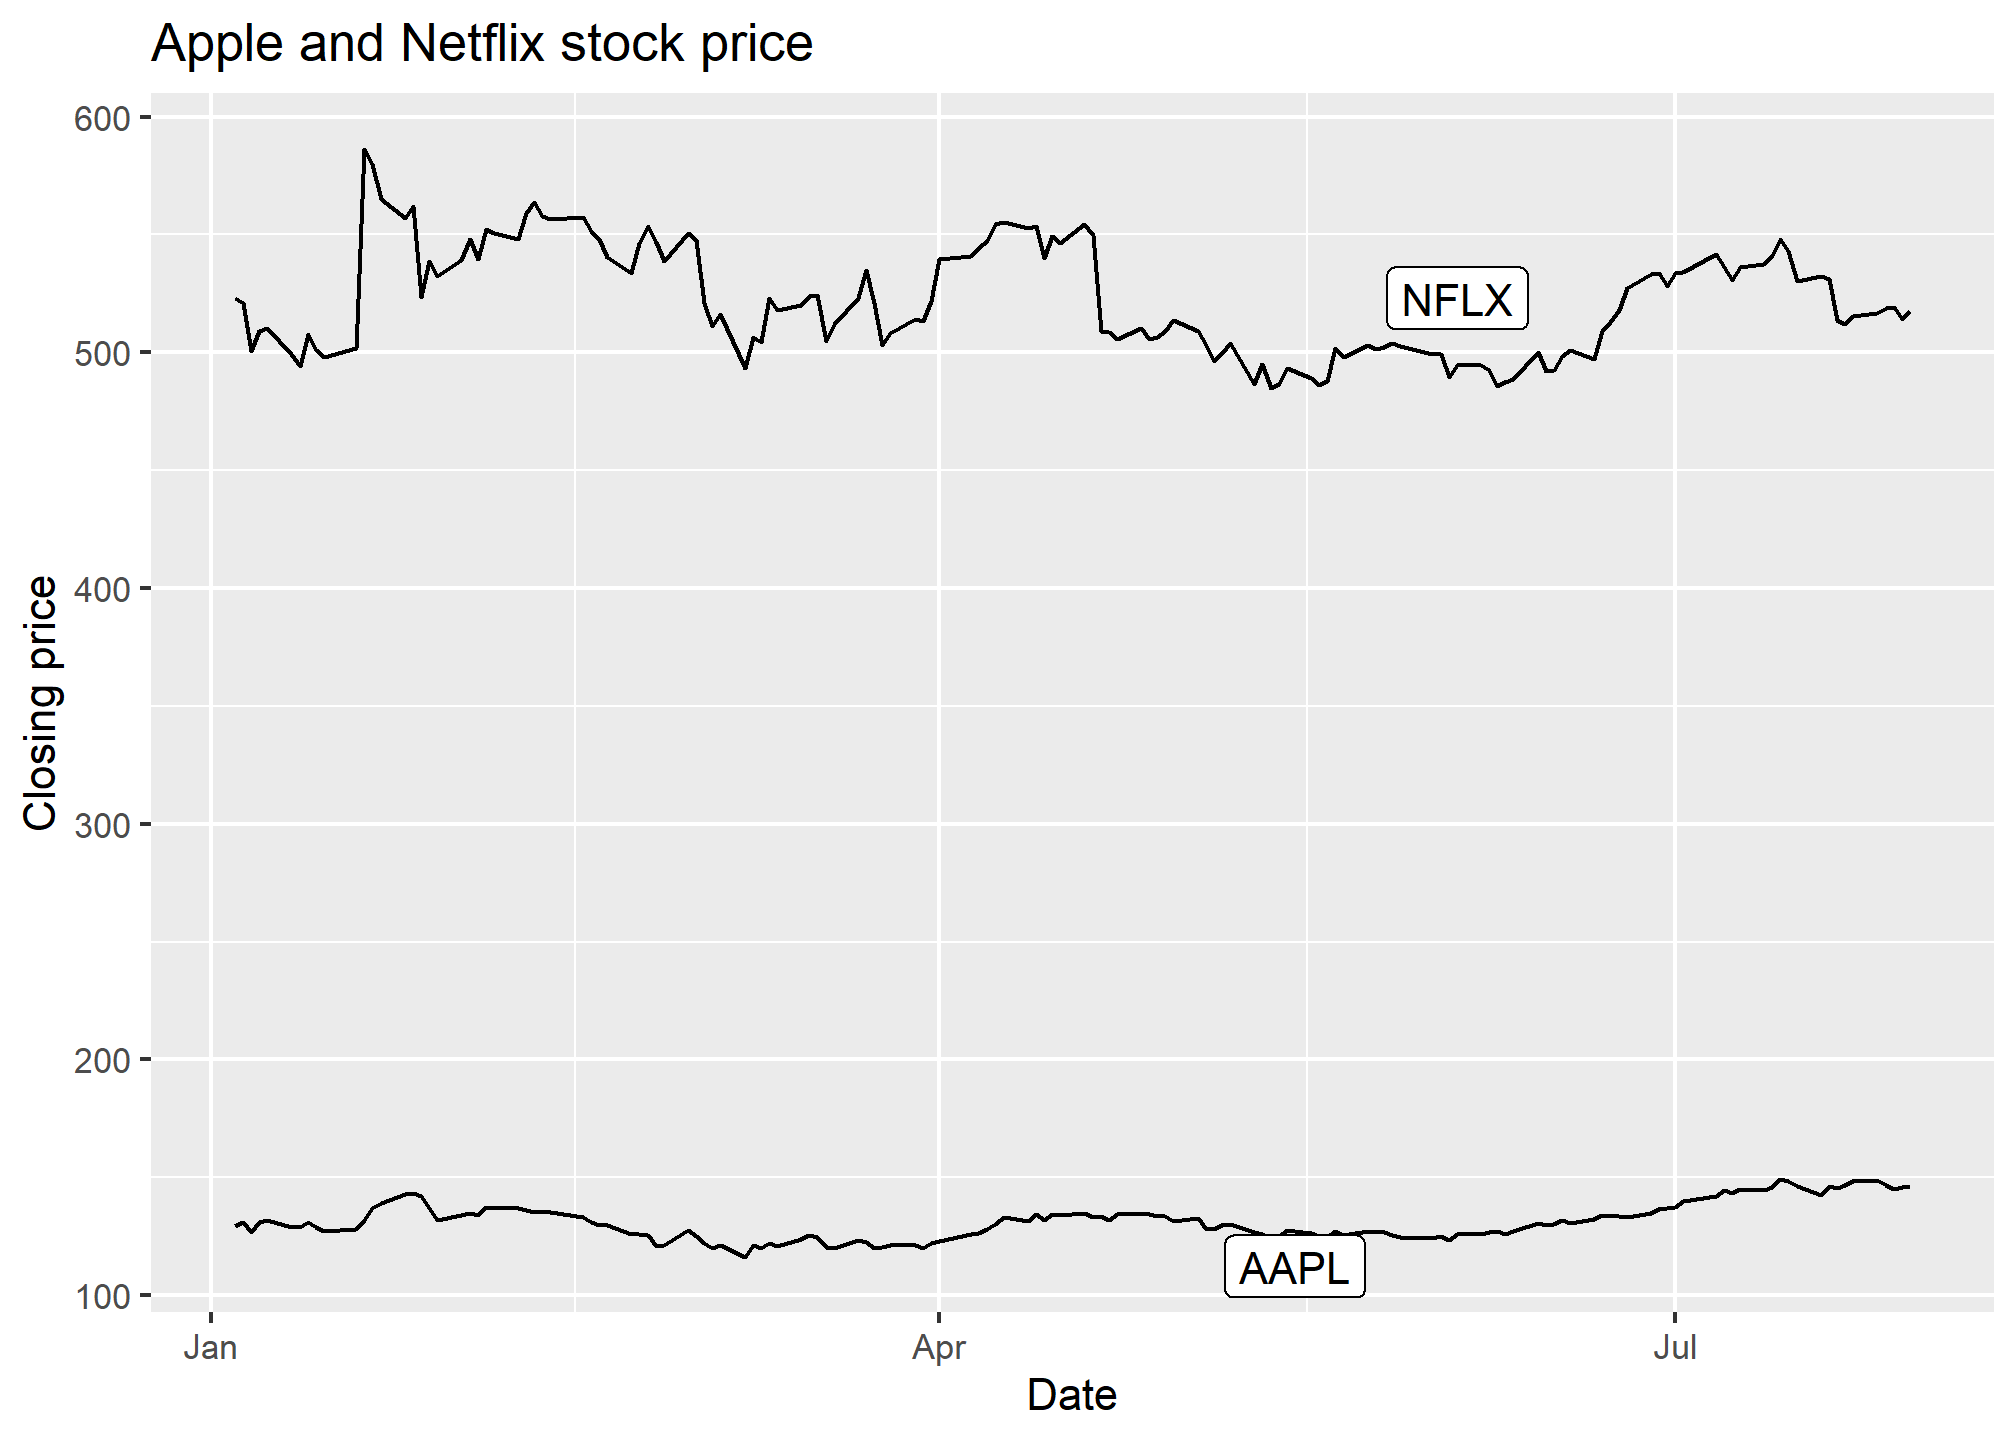 Apple and Netflix stock price
600
500
400
300
200
100
Closing price
NFLX
AAPL
Jan
Apr
Jul
Date